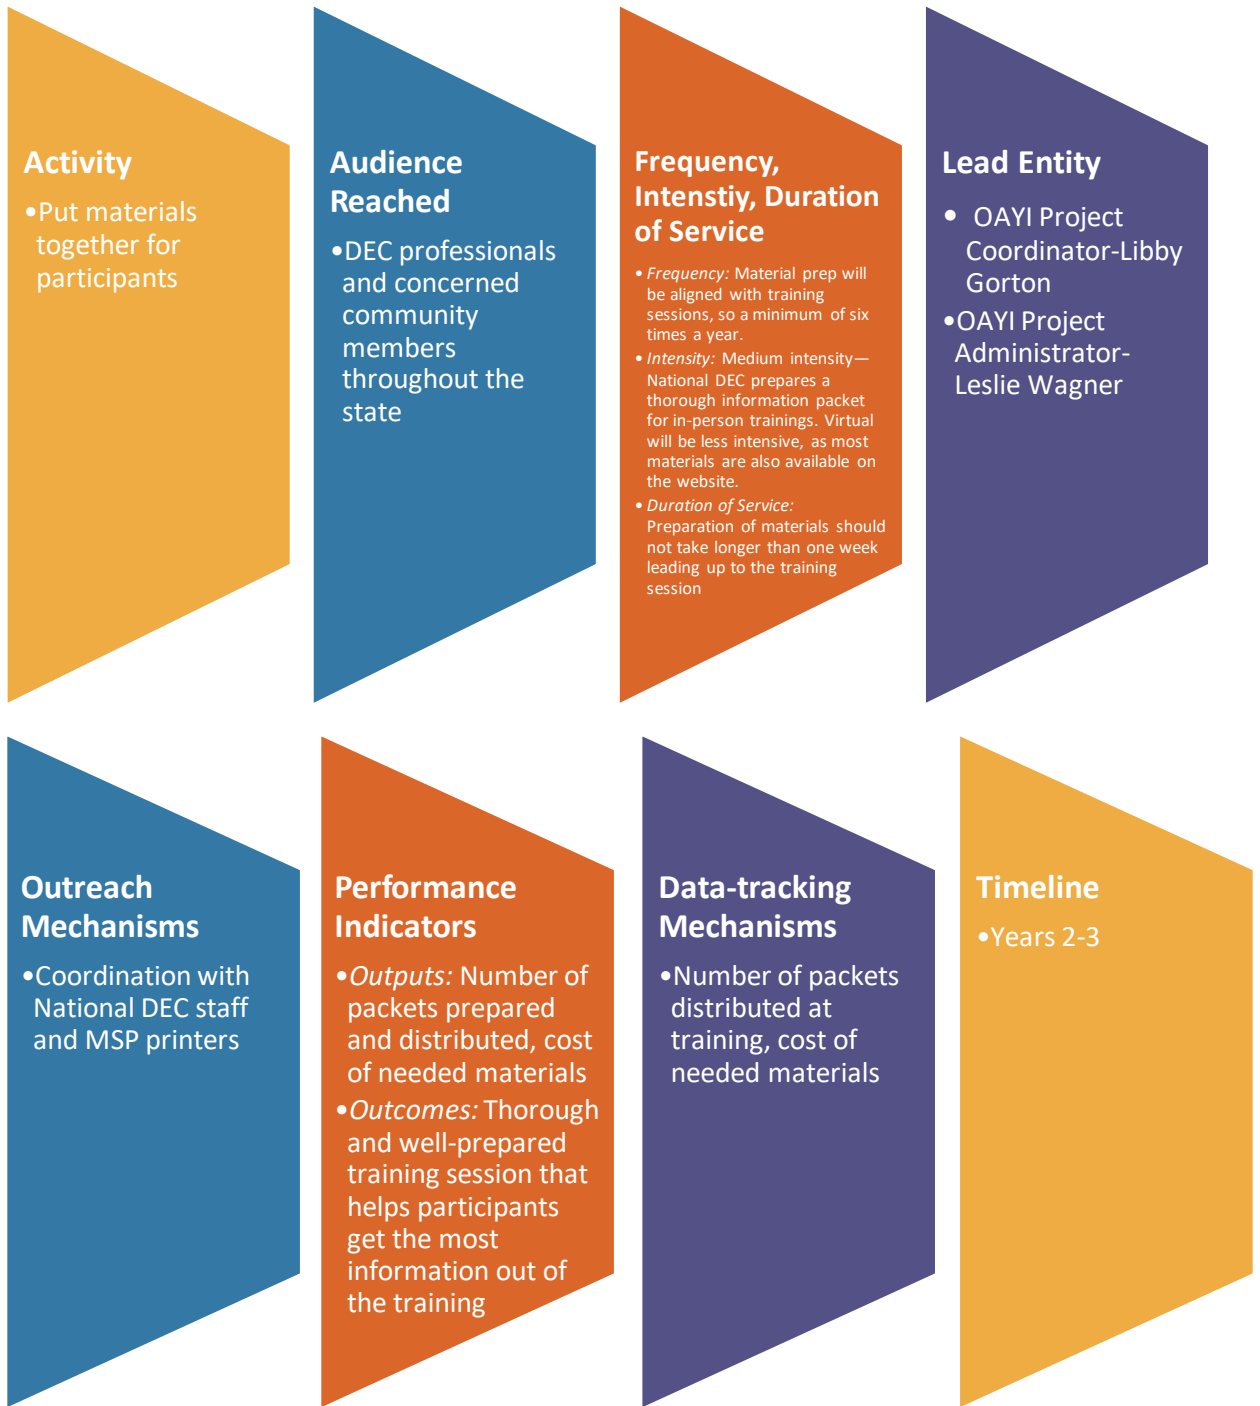 Activity
•Put materials
together for
participants
Audience
Reached
•DEC professionals
and concerned
community
members
throughout the
state
Frequency,
Intenstiy, Duration
of Service
• Frequency: Material prep will
be aligned with training
sessions, so a minimum of six
times a year.
• Intensity: Medium intensity—
National DEC prepares a
thorough information packet
for in-person trainings. Virtual
will be less intensive, as most
materials are also available on
the website.
• Duration of Service:
Preparation of materials should
not take longer than one week
leading up to the training
session
Lead Entity
• OAYI Project
Coordinator-Libby
Gorton
•OAYI Project
Administrator-
Leslie Wagner
Outreach
Mechanisms
•Coordination with
National DEC staff
and MSP printers
Performance
Indicators
•Outputs: Number of
packets prepared
and distributed, cost
of needed materials
•Outcomes: Thorough
and well-prepared
training session that
helps participants
get the most
information out of
the training
Data-tracking
Mechanisms
•Number of packets
distributed at
training, cost of
needed materials
Timeline
•Years 2-3